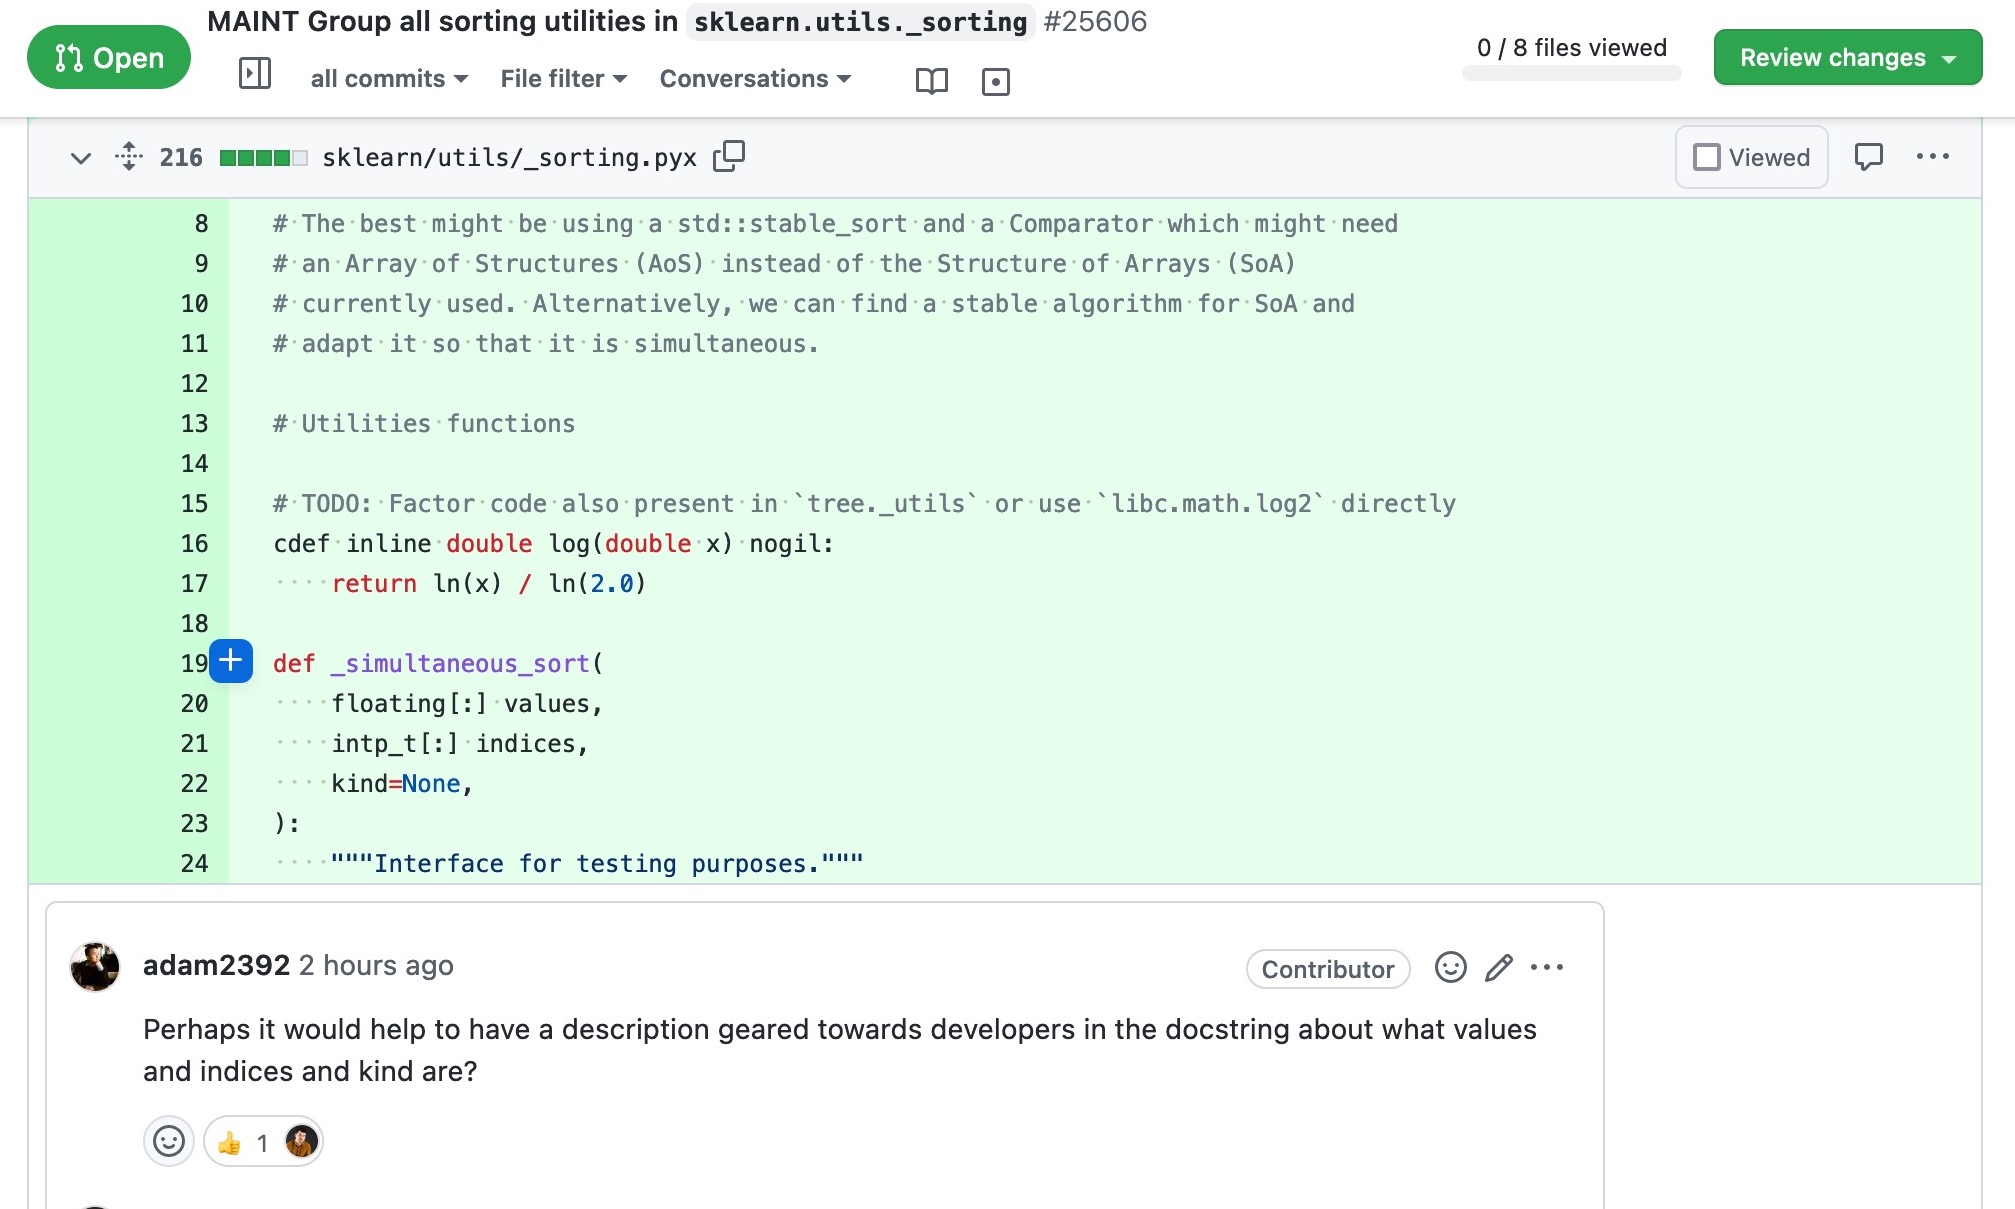 MAINT Group all sorting utilities in sklearn.utils._sorting #25606
Open
all commits
File filter
Conversations
0 / 8 files viewed
Review changes
216 sklearn/utils/_sorting.pyx
Viewed
8 # The best might be using a std::stable_sort and a Comparator which might need
9 # an Array of Structures (AoS) instead of the Structure of Arrays (SoA)
10 # currently used. Alternatively, we can find a stable algorithm for SoA and
11 # adapt it so that it is simultaneous.
12
13 # Utilities functions
14
15 # TODO: Factor code also present in `tree._utils` or use `libc.math.log2` directly
16 cdef inline double log(double x) nogil:
17     return ln(x) / ln(2.0)
18
19 def _simultaneous_sort(
20     floating[:] values,
21     intp_t[:] indices,
22     kind=None,
23 ):
24     """Interface for testing purposes."""
adam2392 2 hours ago
Contributor
Perhaps it would help to have a description geared towards developers in the docstring about what values
and indices and kind are?
👍 1